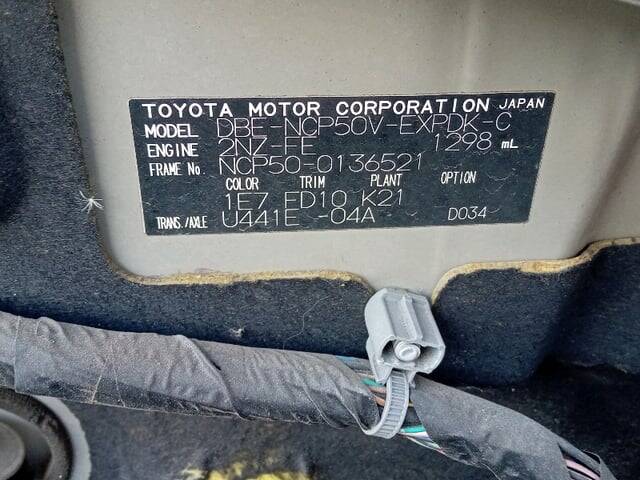 TOYOTA MOTOR CORPORATION JAPAN
MODEL DBE-NCP50V-EXPDK-C
ENGINE 2NZ-FE 1298 mL
FRAME No. NCP50-0136521
COLOR TRIM PLANT OPTION
1E7 FD10 K21
TRANS./AXLE U441E -04A D034